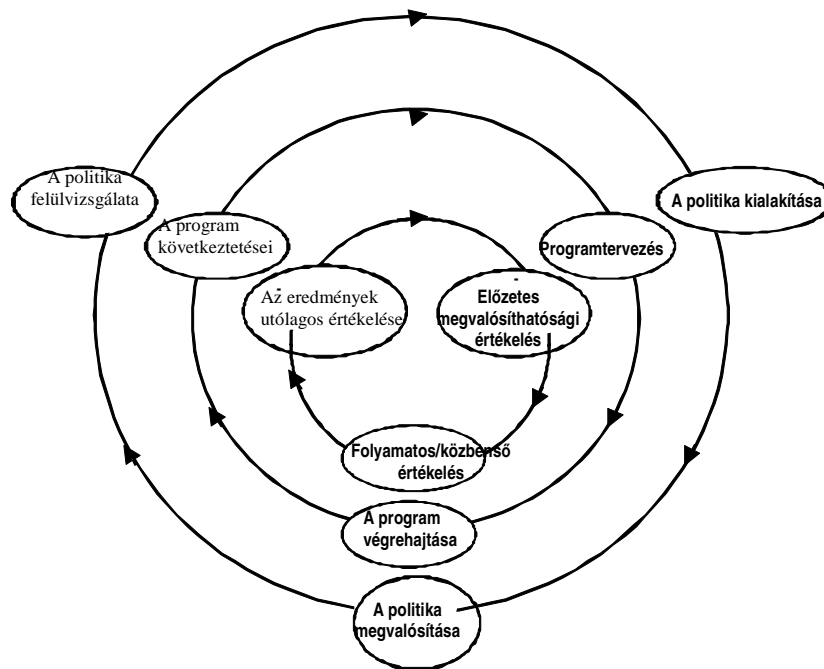 A politika
felülvizsgálata
A politika kialakítása
A program
következtetései
Programtervezés
Az eredmények
utólagos értékelése
Előzetes
megvalósíthatósági
értékelés
Folyamatos/közbenső
értékelés
A program
végrehajtása
A politika
megvalósítása